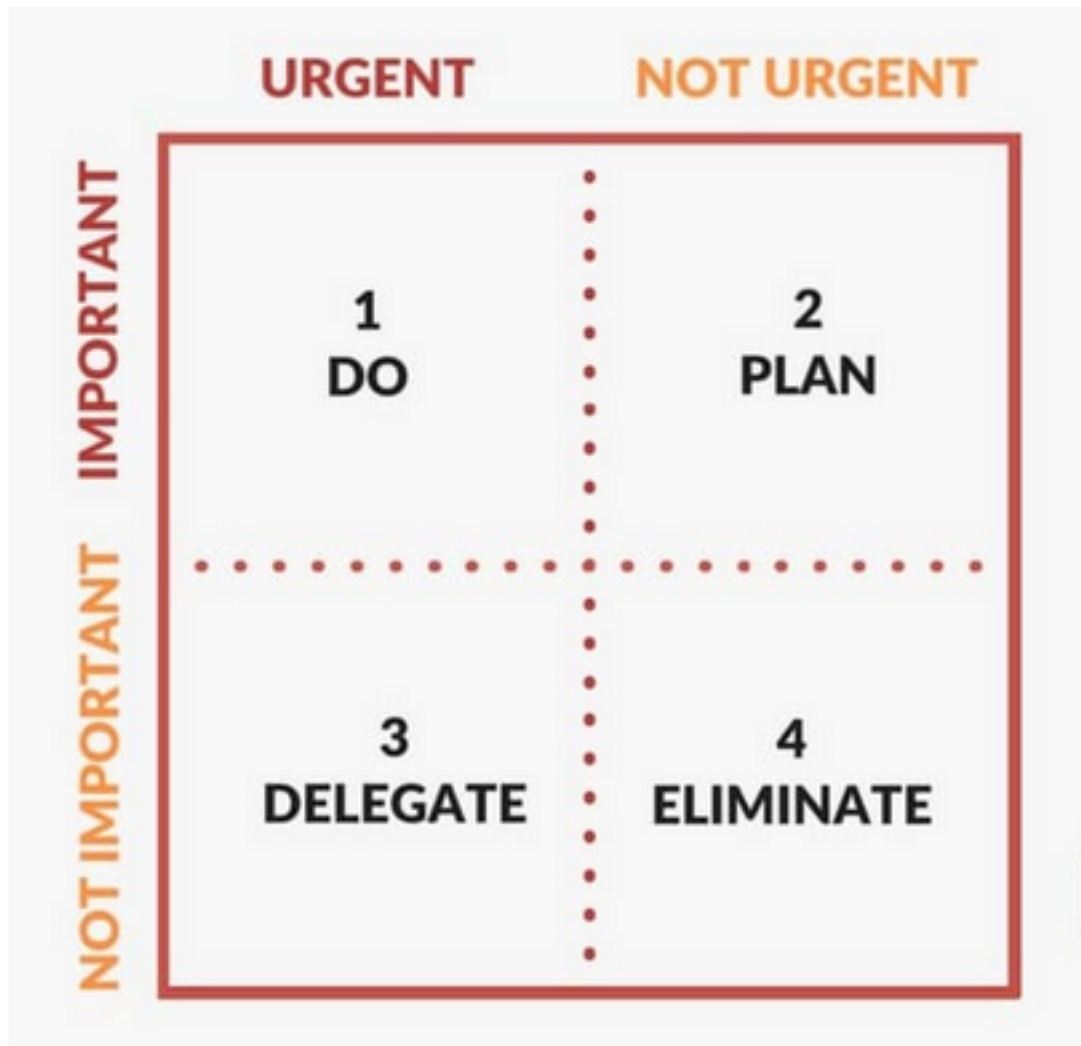 URGENT
NOT URGENT
IMPORTANT
1
DO
2
PLAN
NOT IMPORTANT
3
DELEGATE
4
ELIMINATE